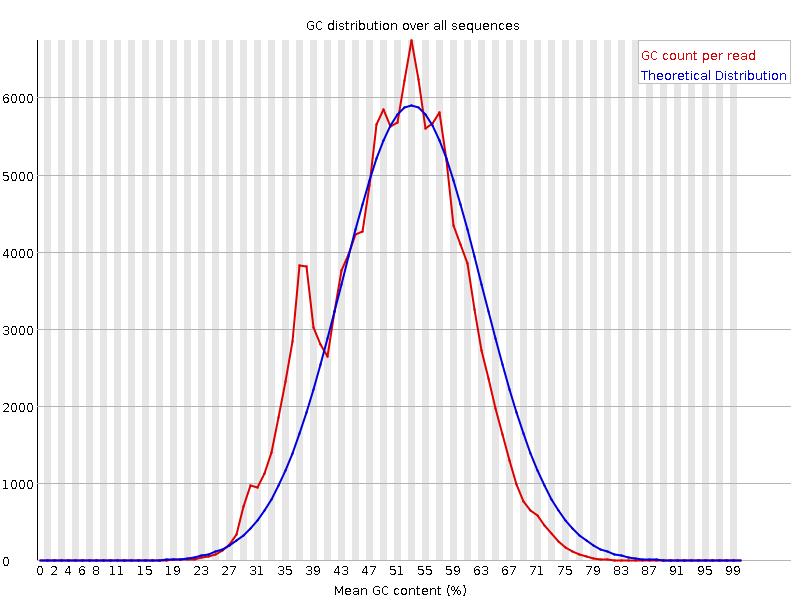 GC distribution over all sequences
GC count per read
Theoretical Distribution
6000
5000
4000
3000
2000
1000
0
0 2 4 6 8 11 15 19 23 27 31 35 39 43 47 51 55 59 63 67 71 75 79 83 87 91 95 99
Mean GC content (%)